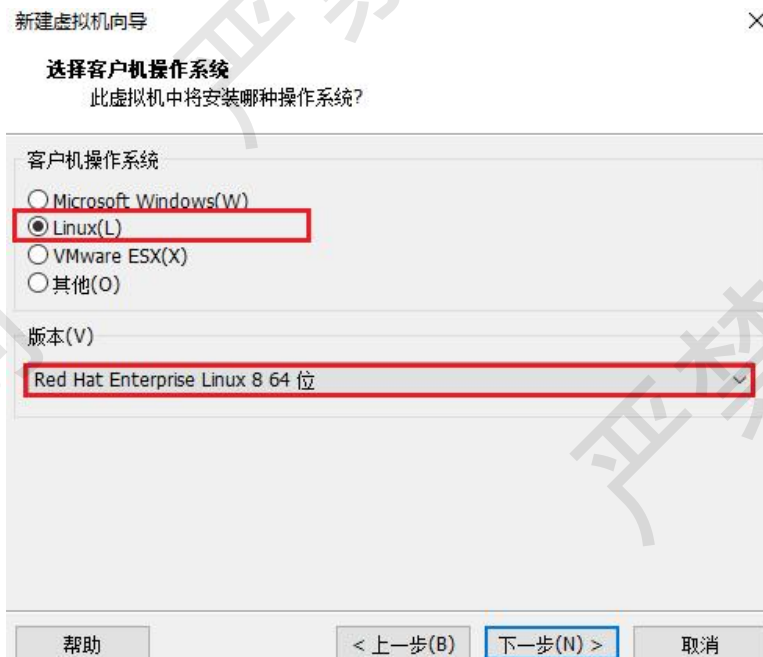 新建虚拟机向导
选择客户机操作系统
此虚拟机中将安装哪种操作系统?
客户机操作系统
Microsoft Windows(W)
Linux(L)
VMware ESX(X)
其他(O)
版本(V)
Red Hat Enterprise Linux 8 64 位
帮助
< 上一步(B)
下一步(N) >
取消
严禁